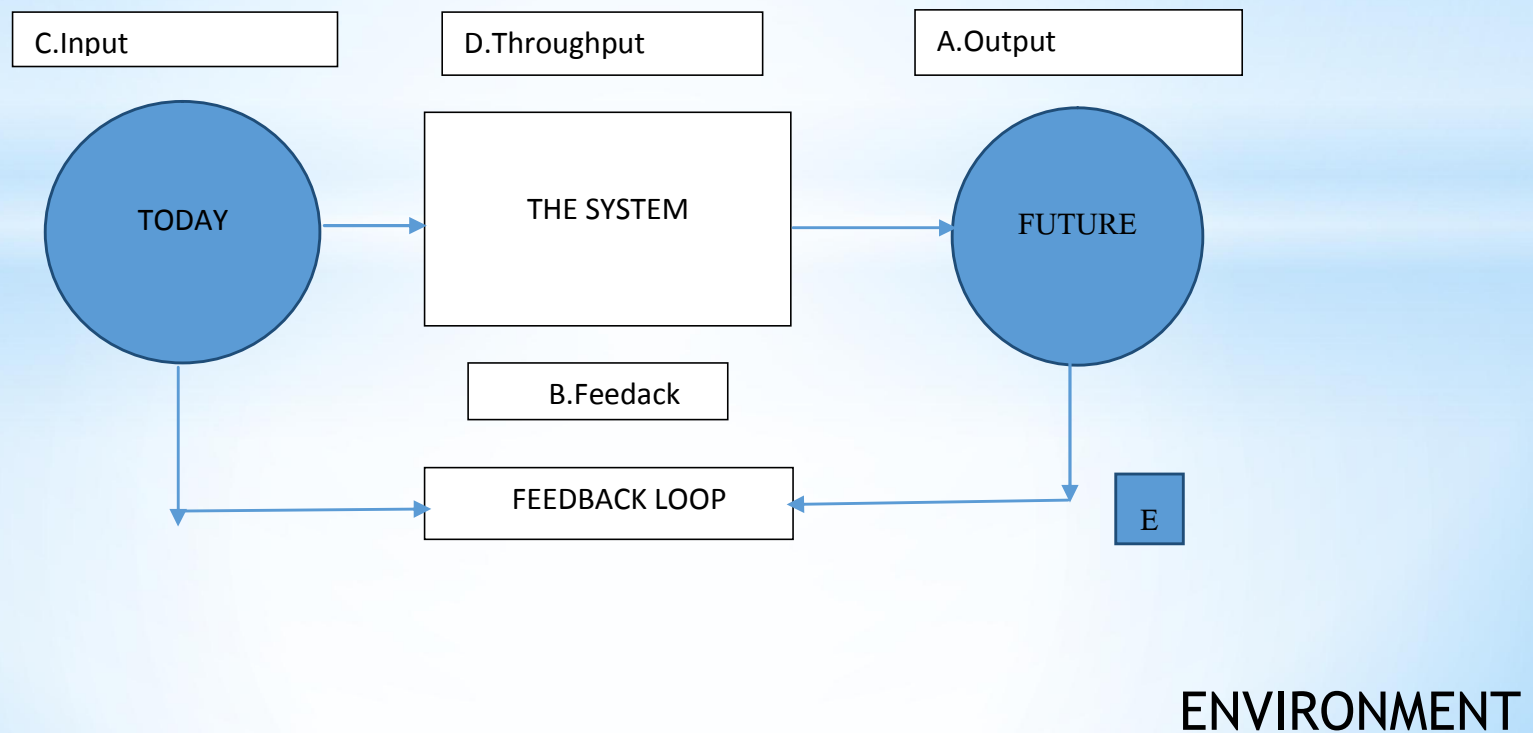 C.Input
D.Throughput
A.Output
TODAY
THE SYSTEM
FUTURE
B.Feedack
FEEDBACK LOOP
E
ENVIRONMENT